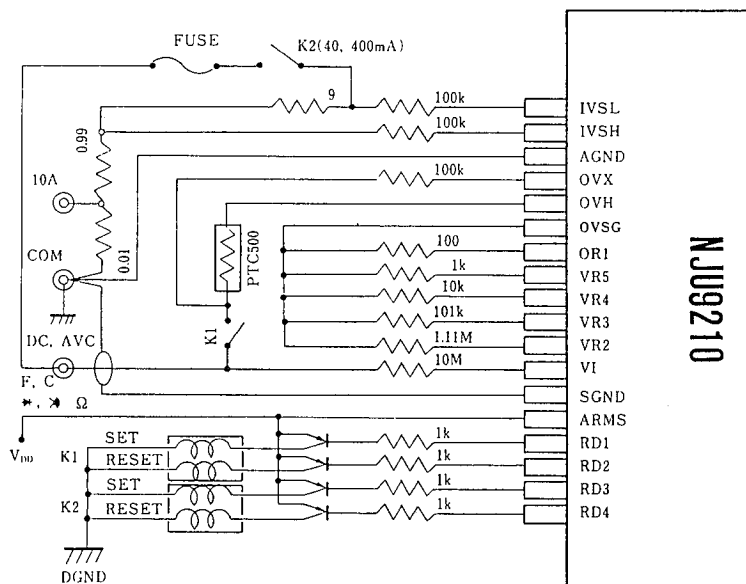 FUSE
K2(40, 400mA)
9
100k
IVSL
100k
IVSH
0.99
AGND
100k
OVX
10A
OVH
OVSG
PTC500
100
OR1
COM
0.01
1k
VR5
10k
VR4
101k
VR3
K1
1.11M
VR2
DC, AVC
10M
VI
F, C
SGND
Ω
ARMS
VDD
K1
SET
1k
RD1
RESET
1k
RD2
SET
1k
RD3
K2
RESET
1k
RD4
DGND
NJU9210